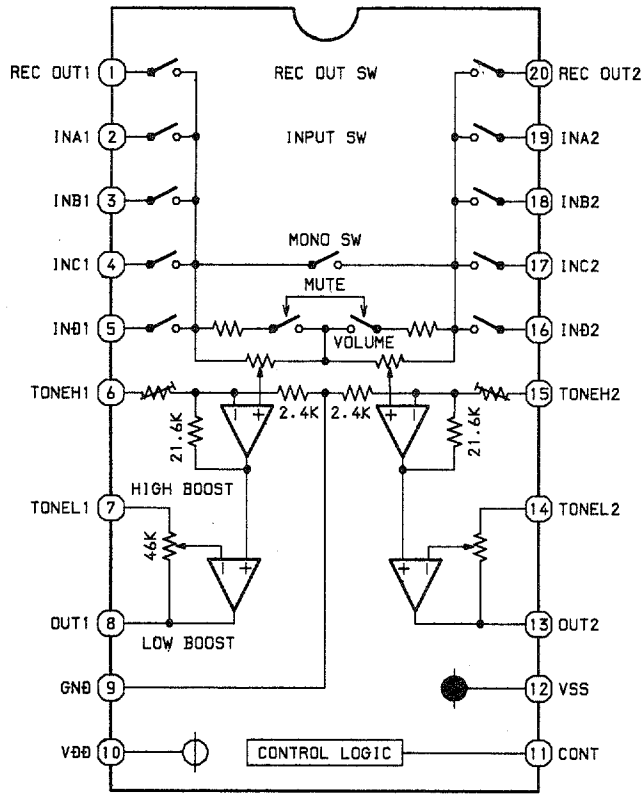 REC OUT1 1 REC OUT SW 20 REC OUT2
INA1 2 INPUT SW 19 INA2
INB1 3 18 INB2
MONO SW
INC1 4 17 INC2
MUTE
IND1 5 16 IND2
VOLUME
TONEH1 6 15 TONEH2
- + + -
2.4K 2.4K
21.6K 21.6K
HIGH BOOST
TONEL1 7 14 TONEL2
46K
- + + -
OUT1 8 13 OUT2
LOW BOOST
GND 9 12 VSS
VDD 10 CONTROL LOGIC 11 CONT